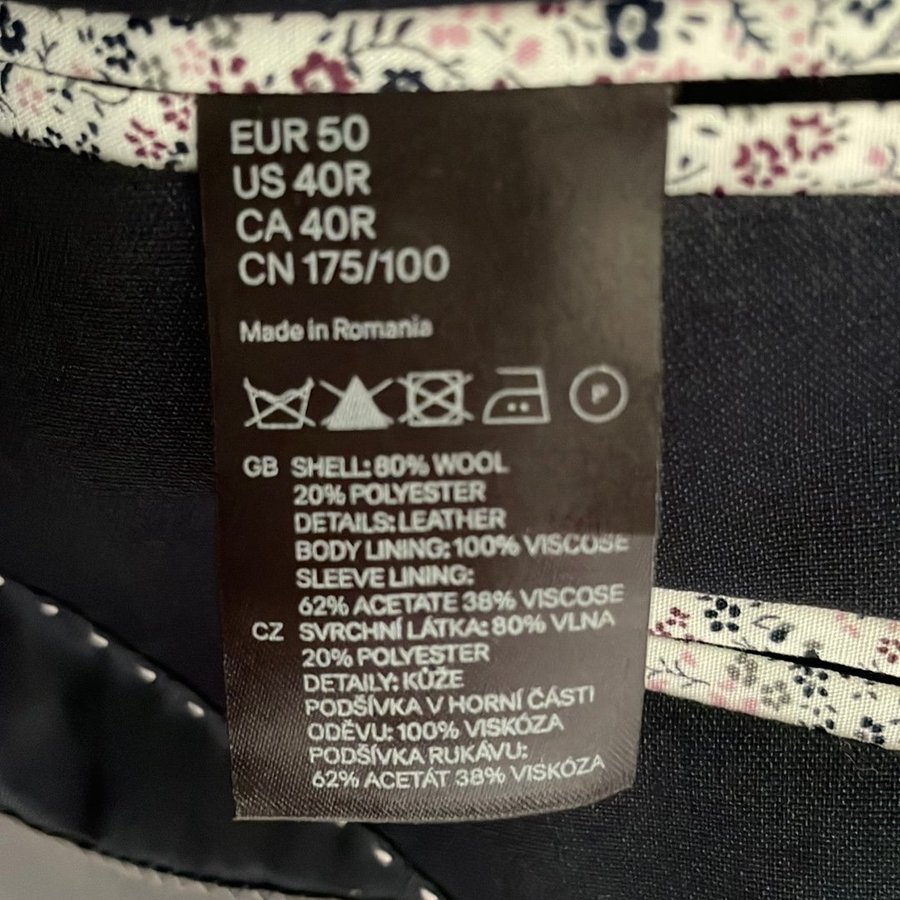 EUR 50
US 40R
CA 40R
CN 175/100
Made in Romania
P
GB SHELL: 80% WOOL
20% POLYESTER
DETAILS: LEATHER
BODY LINING: 100% VISCOSE
SLEEVE LINING:
62% ACETATE 38% VISCOSE
CZ SVRCHNÍ LÁTKA: 80% VLNA
20% POLYESTER
DETAILY: KŮŽE
PODŠÍVKA V HORNÍ ČÁSTI
ODĚVU: 100% VISKÓZA
PODŠÍVKA RUKÁVU:
62% ACETÁT 38% VISKÓZA